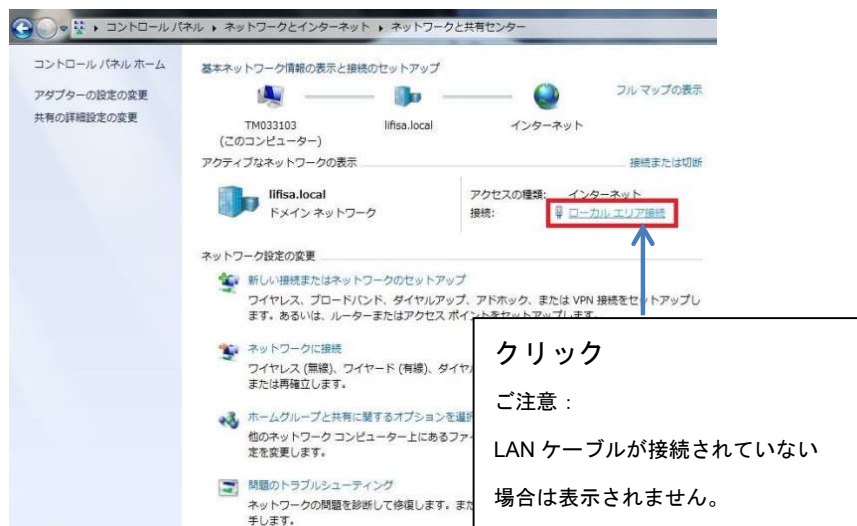 コントロール パネル ▸ ネットワークとインターネット ▸ ネットワークと共有センター
コントロール パネル ホーム
アダプターの設定の変更
共有の詳細設定の変更
基本ネットワーク情報の表示と接続のセットアップ
フル マップの表示
TM033103
(このコンピューター)
lifisa.local
インターネット
アクティブなネットワークの表示
接続または切断
lifisa.local
ドメイン ネットワーク
アクセスの種類: インターネット
接続: ローカル エリア接続
ネットワーク設定の変更
新しい接続またはネットワークのセットアップ
ワイヤレス、ブロードバンド、ダイヤルアップ、アドホック、または VPN 接続をセットアップし
ます。あるいは、ルーターまたはアクセス ポイントをセットアップします。
ネットワークに接続
ワイヤレス (無線)、ワイヤード (有線)、ダイヤ
または再確立します。
ホームグループと共有に関するオプションを選
他のネットワーク コンピューター上にあるファ
定を変更します。
問題のトラブルシューティング
ネットワークの問題を診断して修復します。また
手します。
クリック
ご注意：
LAN ケーブルが接続されていない
場合は表示されません。